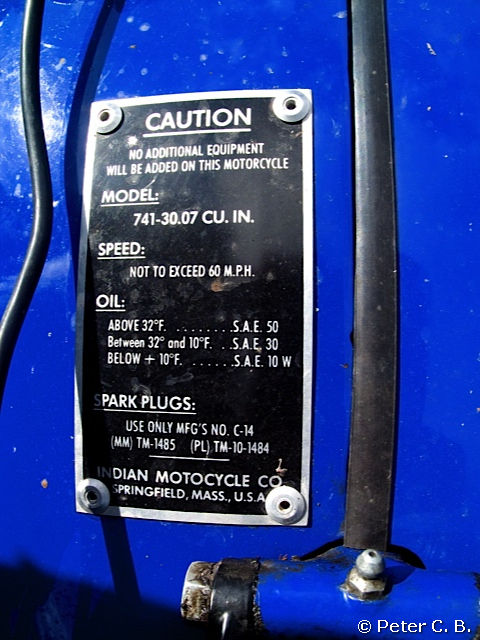 CAUTION
NO ADDITIONAL EQUIPMENT
WILL BE ADDED ON THIS MOTORCYCLE
MODEL:
741-30.07 CU. IN.
SPEED:
NOT TO EXCEED 60 M.P.H.
OIL:
ABOVE 32°F. ........S.A.E. 50
Between 32° and 10°F. ..S.A.E. 30
BELOW + 10°F. ......S.A.E. 10 W
SPARK PLUGS:
USE ONLY MFG'S NO. C-14
(MM) TM-1485 (PL) TM-10-1484
INDIAN MOTOCYCLE CO.
SPRINGFIELD, MASS., U.S.A.
© Peter C. B.